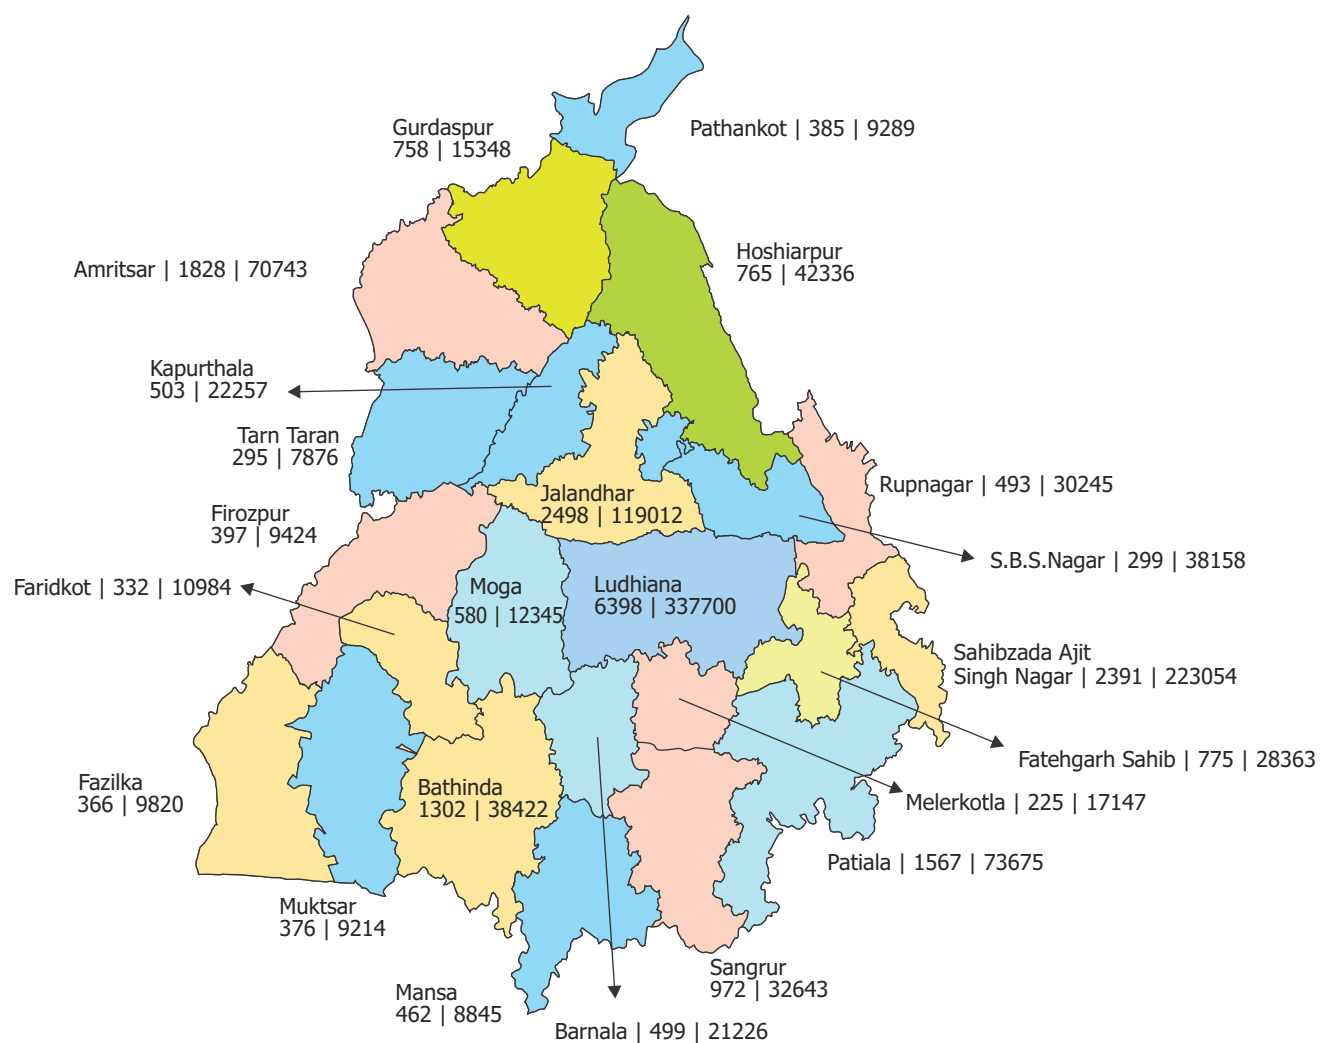 Pathankot | 385 | 9289
Gurdaspur
758 | 15348
Hoshiarpur
765 | 42336
Amritsar | 1828 | 70743
Kapurthala
503 | 22257
Tarn Taran
295 | 7876
Rupnagar | 493 | 30245
Jalandhar
2498 | 119012
Firozpur
397 | 9424
S.B.S.Nagar | 299 | 38158
Faridkot | 332 | 10984
Moga
580 | 12345
Ludhiana
6398 | 337700
Sahibzada Ajit
Singh Nagar | 2391 | 223054
Fatehgarh Sahib | 775 | 28363
Fazilka
366 | 9820
Bathinda
1302 | 38422
Melerkotla | 225 | 17147
Patiala | 1567 | 73675
Muktsar
376 | 9214
Sangrur
972 | 32643
Mansa
462 | 8845
Barnala | 499 | 21226